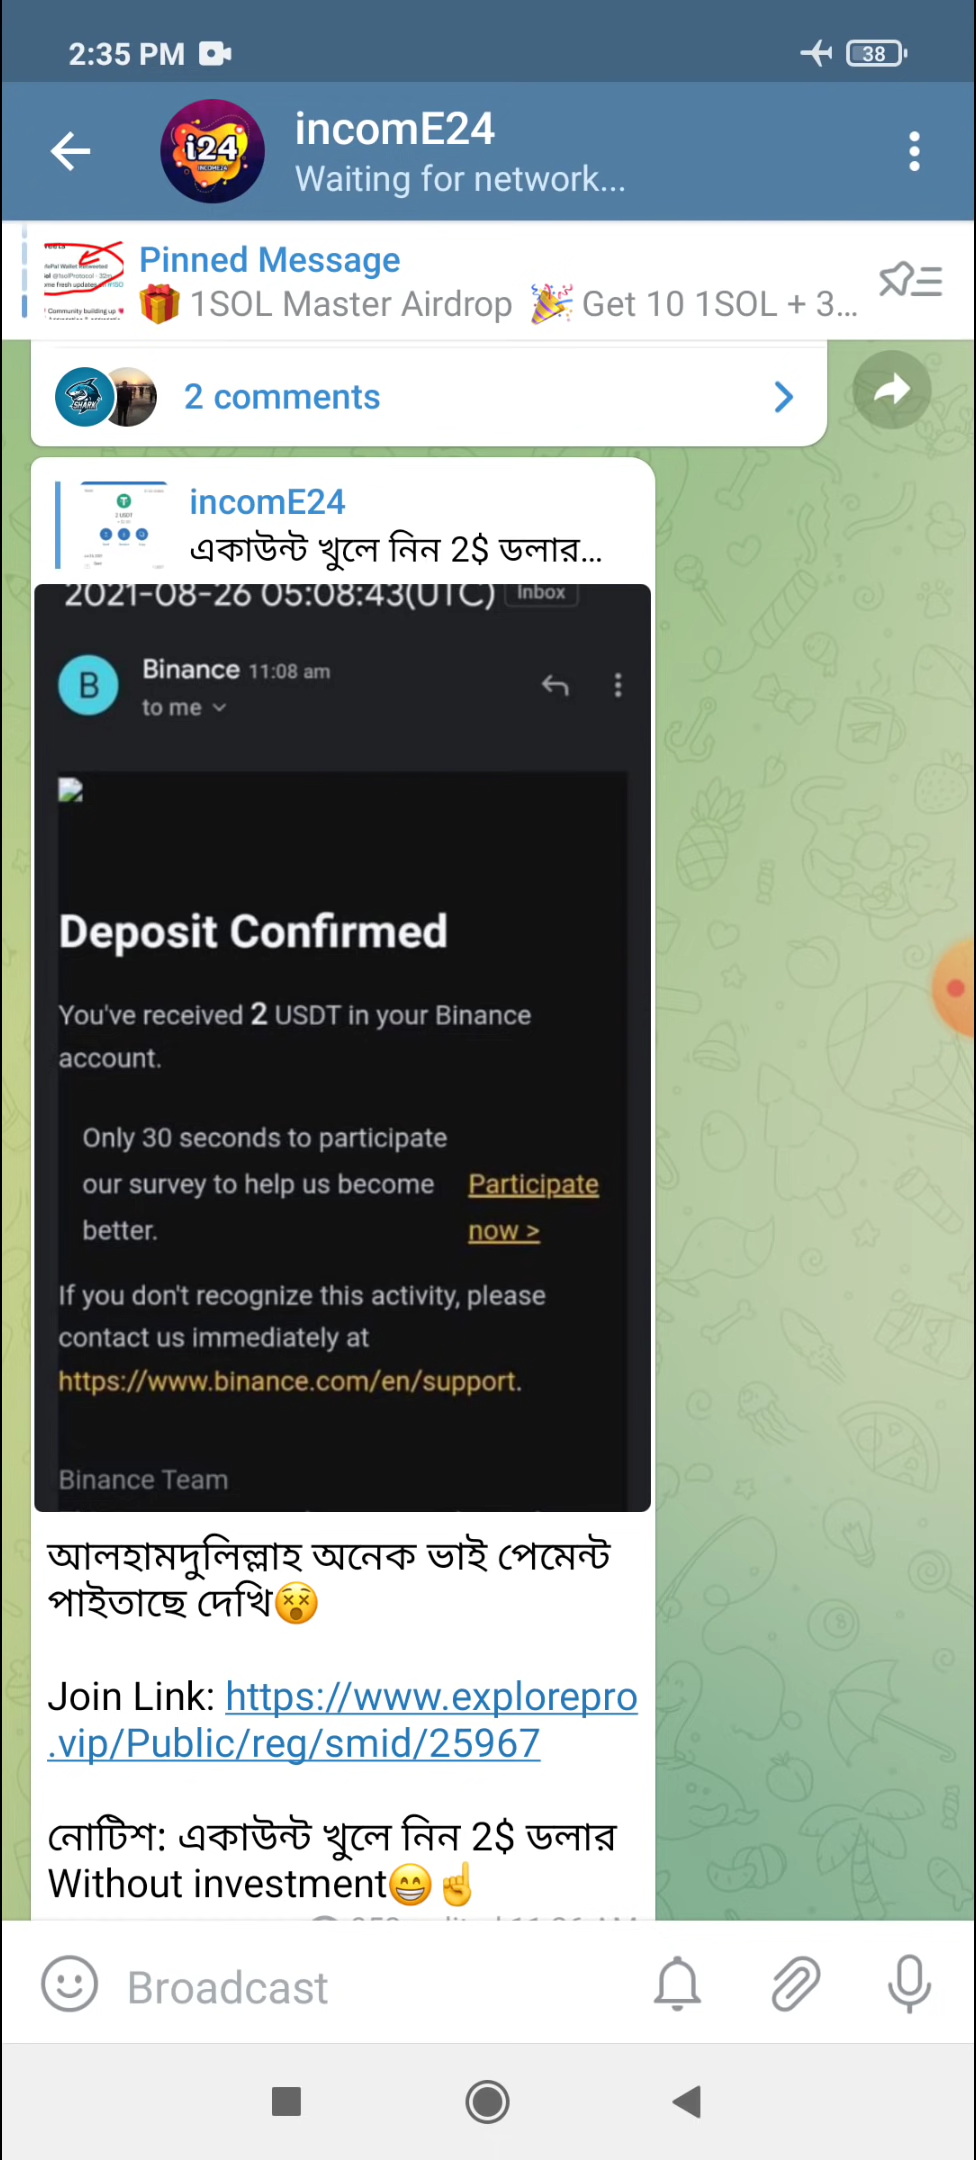 2:35 PM
38
i24
INCOME24
incomE24
Waiting for network...
Pinned Message
🎁 1SOL Master Airdrop 🎉 Get 10 1SOL + 3...
SHARK
2 comments
incomE24
একাউন্ট খুলে নিন 2$ ডলার...
2021-08-26 05:08:43(UTC) Inbox
B
Binance 11:08 am
to me
Deposit Confirmed
You've received 2 USDT in your Binance
account.
Only 30 seconds to participate
our survey to help us become
better.
Participate
now >
If you don't recognize this activity, please
contact us immediately at
https://www.binance.com/en/support.
Binance Team
আলহামদুলিল্লাহ অনেক ভাই পেমেন্ট
পাইতাছে দেখি😵
Join Link: https://www.explorepro
.vip/Public/reg/smid/25967
নোটিশ: একাউন্ট খুলে নিন 2$ ডলার
Without investment😁☝
Broadcast